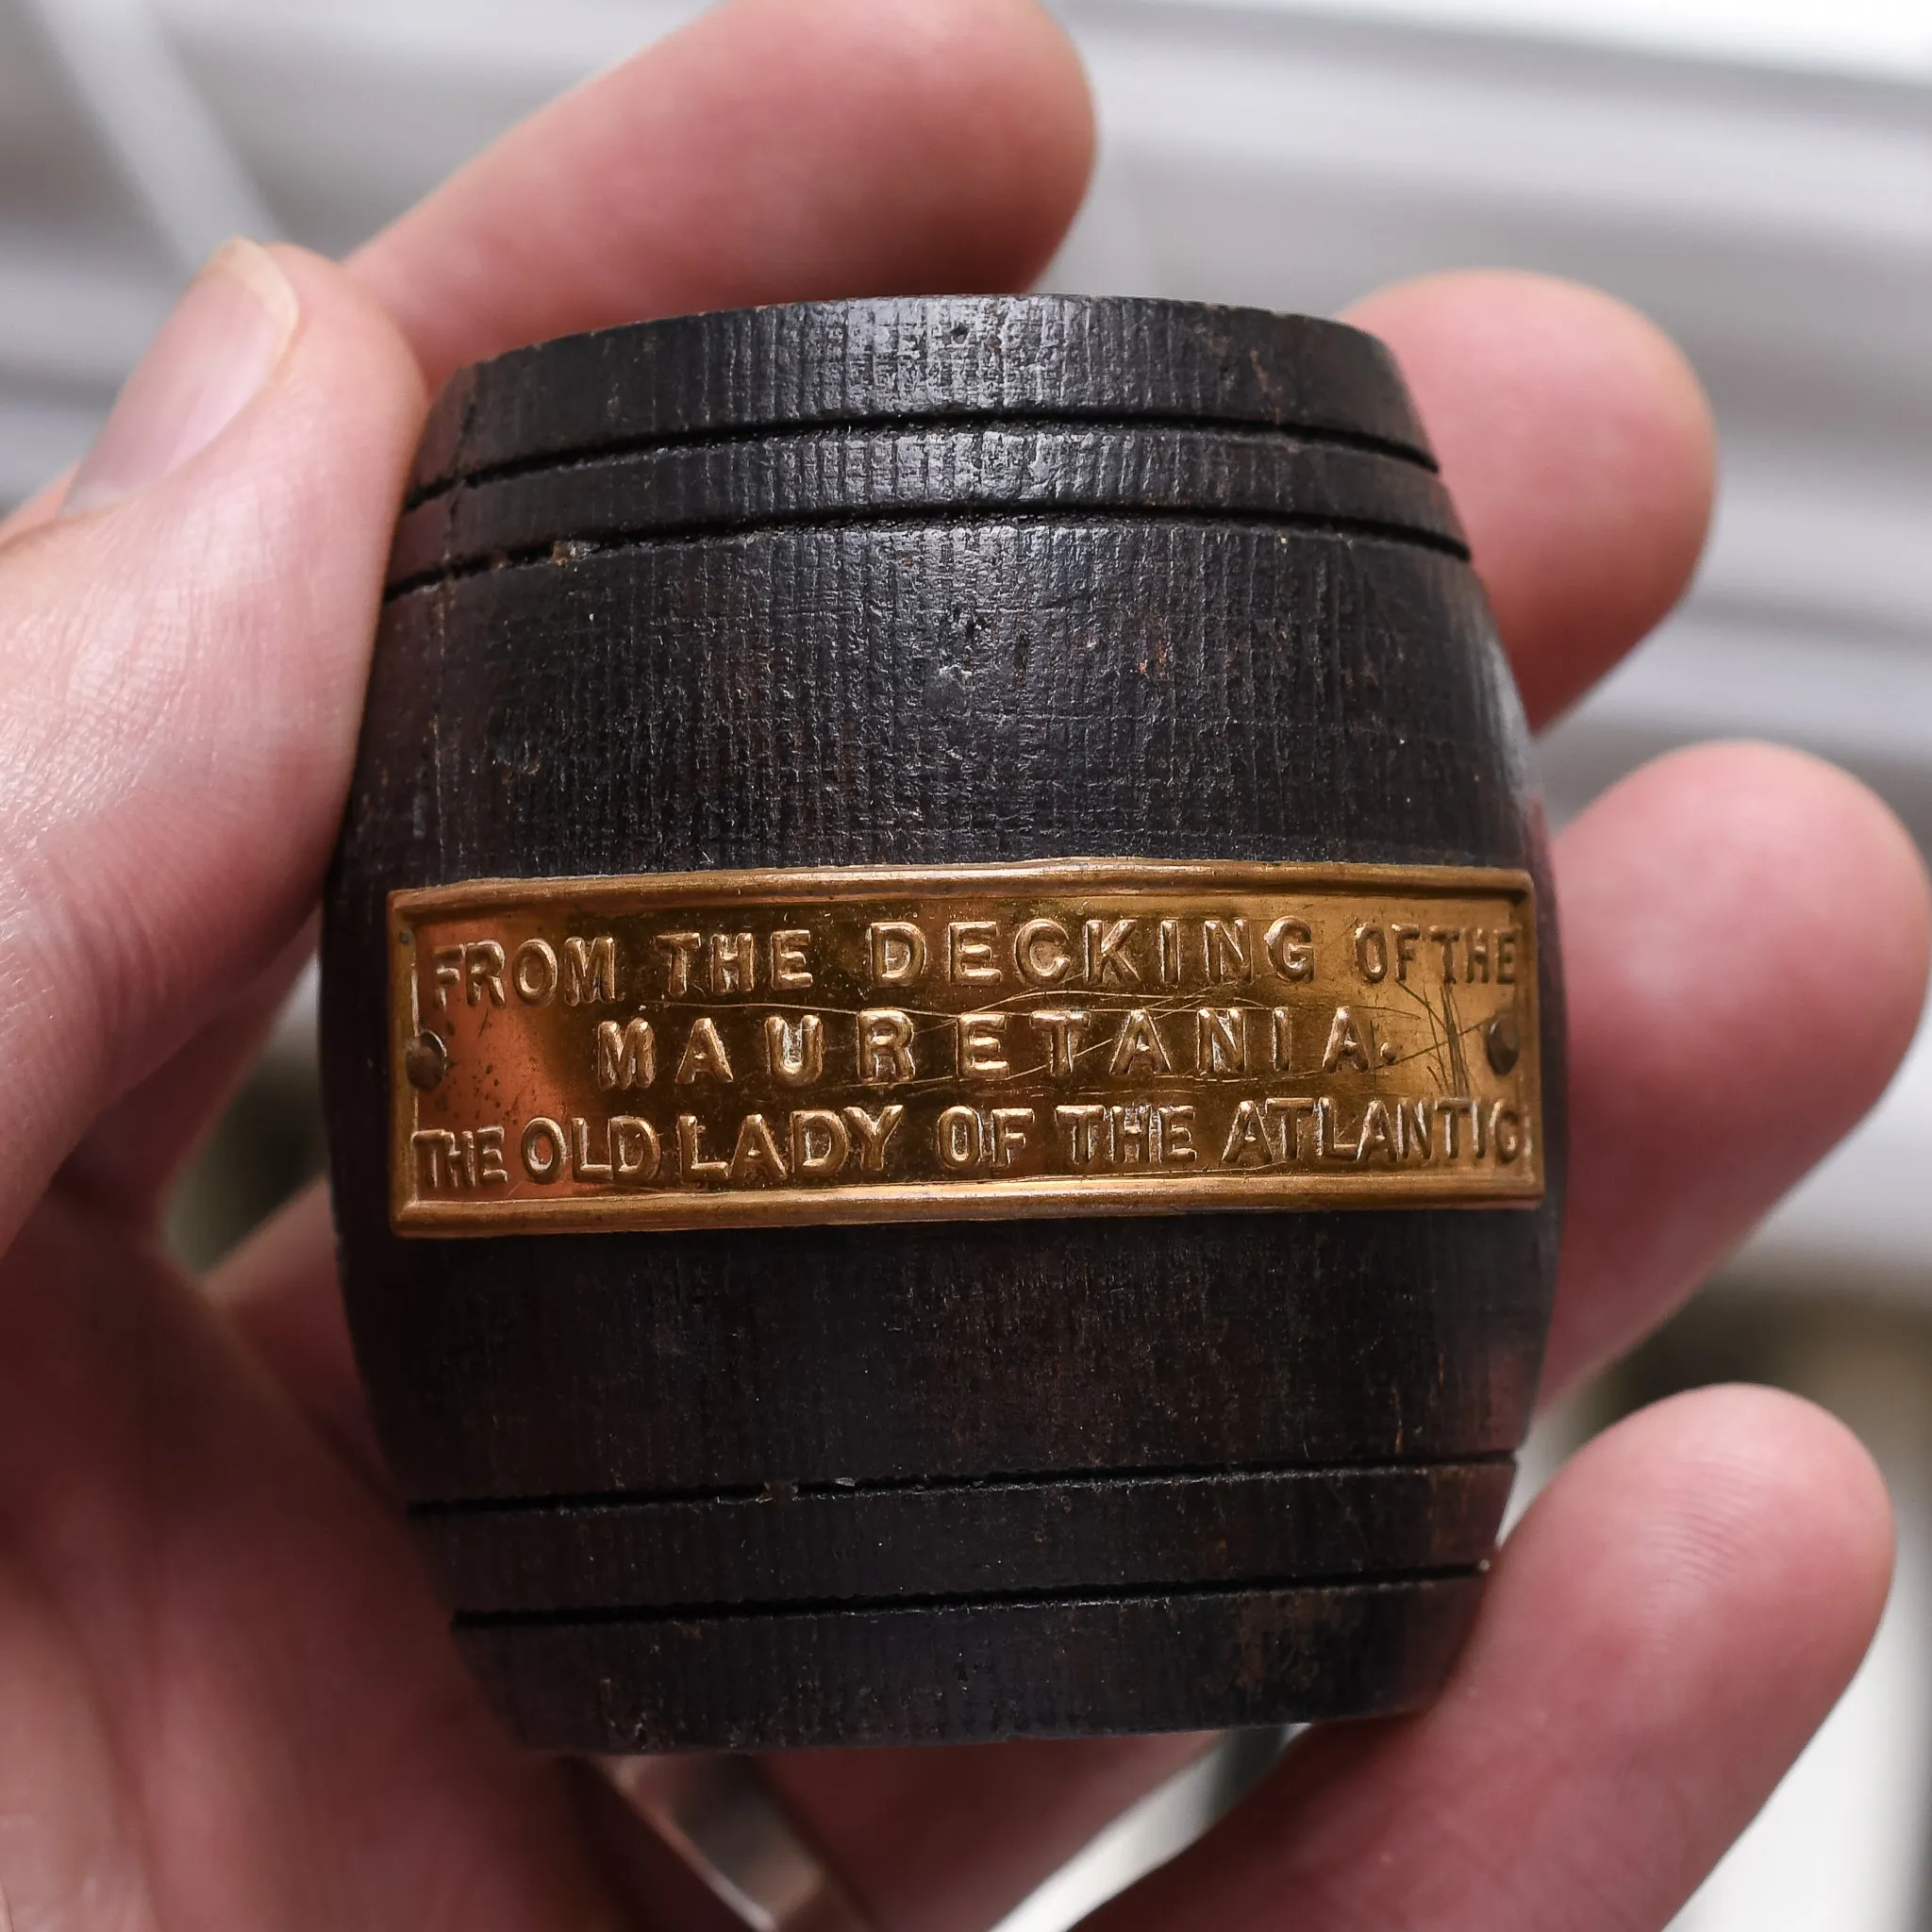 FROM THE DECKING OF THE
MAURETANIA.
THE OLD LADY OF THE ATLANTIC